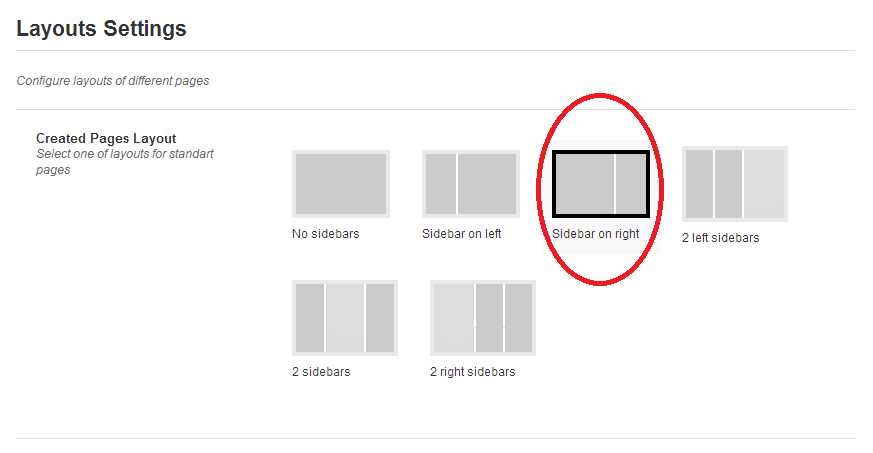 Layouts Settings
Configure layouts of different pages
Created Pages Layout
Select one of layouts for standart
pages
No sidebars
Sidebar on left
Sidebar on right
2 left sidebars
2 sidebars
2 right sidebars